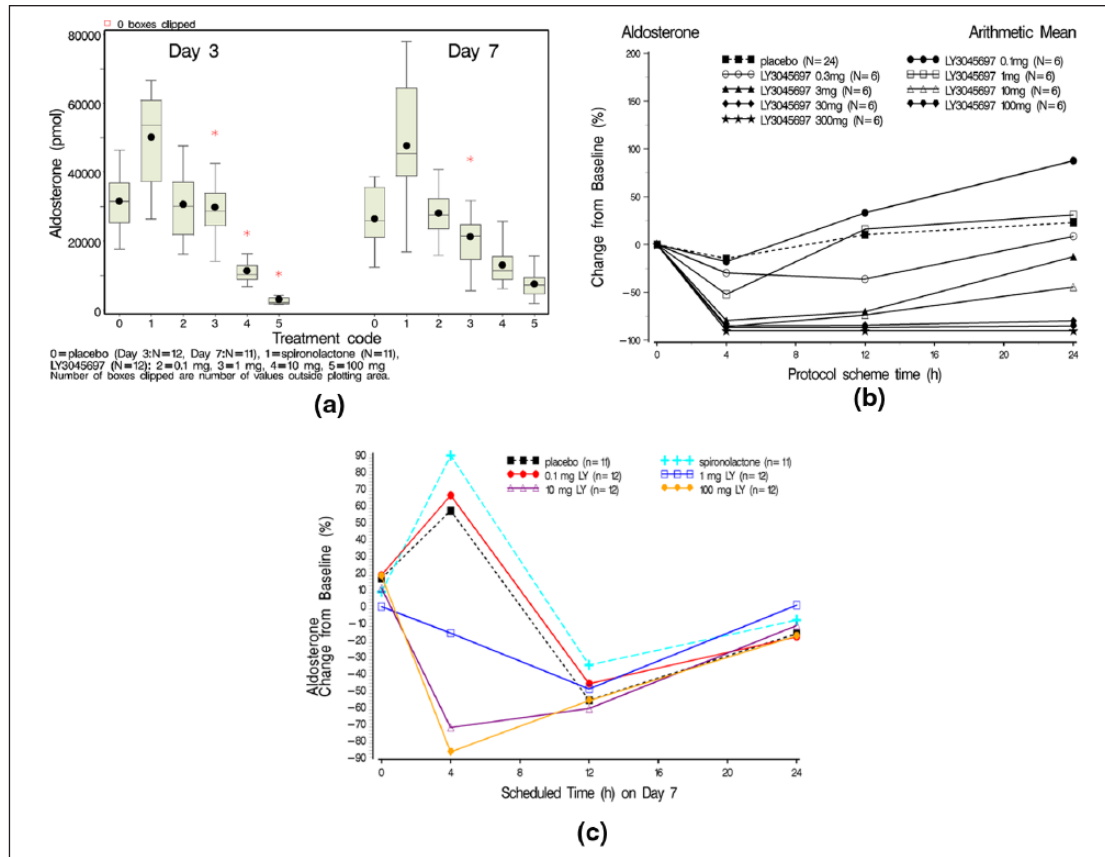 0 boxes clipped
80000
60000
40000
20000
0
Aldosterone (pmol)
Day 3
Day 7
0 1 2 3 4 5 0 1 2 3 4 5
Treatment code
0=placebo (Day 3:N=12, Day 7:N=11), 1=spironolactone (N=11),
LY3045697 (N=12): 2=0.1 mg, 3=1 mg, 4=10 mg, 5=100 mg
Number of boxes clipped are number of values outside plotting area.
(a)
Aldosterone
Arithmetic Mean
200
150
100
50
0
-50
-100
Change from Baseline (%)
placebo (N=24)
LY3045697 0.3mg (N=6)
LY3045697 3mg (N=6)
LY3045697 30mg (N=6)
LY3045697 300mg (N=6)
LY3045697 0.1mg (N=6)
LY3045697 1mg (N=6)
LY3045697 10mg (N=6)
LY3045697 100mg (N=6)
0 4 8 12 16 20 24
Protocol scheme time (h)
(b)
90
80
70
60
50
40
30
20
10
0
-10
-20
-30
-40
-50
-60
-70
-80
-90
Aldosterone
Change from Baseline (%)
placebo (n=11)
0.1 mg LY (n=12)
10 mg LY (n=12)
spironolactone (n=11)
1 mg LY (n=12)
100 mg LY (n=12)
0 4 8 12 16 20 24
Scheduled Time (h) on Day 7
(c)